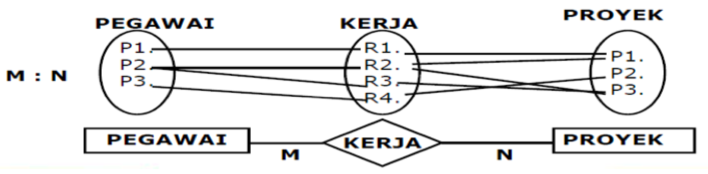 PEGAWAI KERJA PROYEK
P1. R1. P1.
P2. R2. P2.
P3. R3. P3.
R4.
M : N
PEGAWAI M KERJA N PROYEK